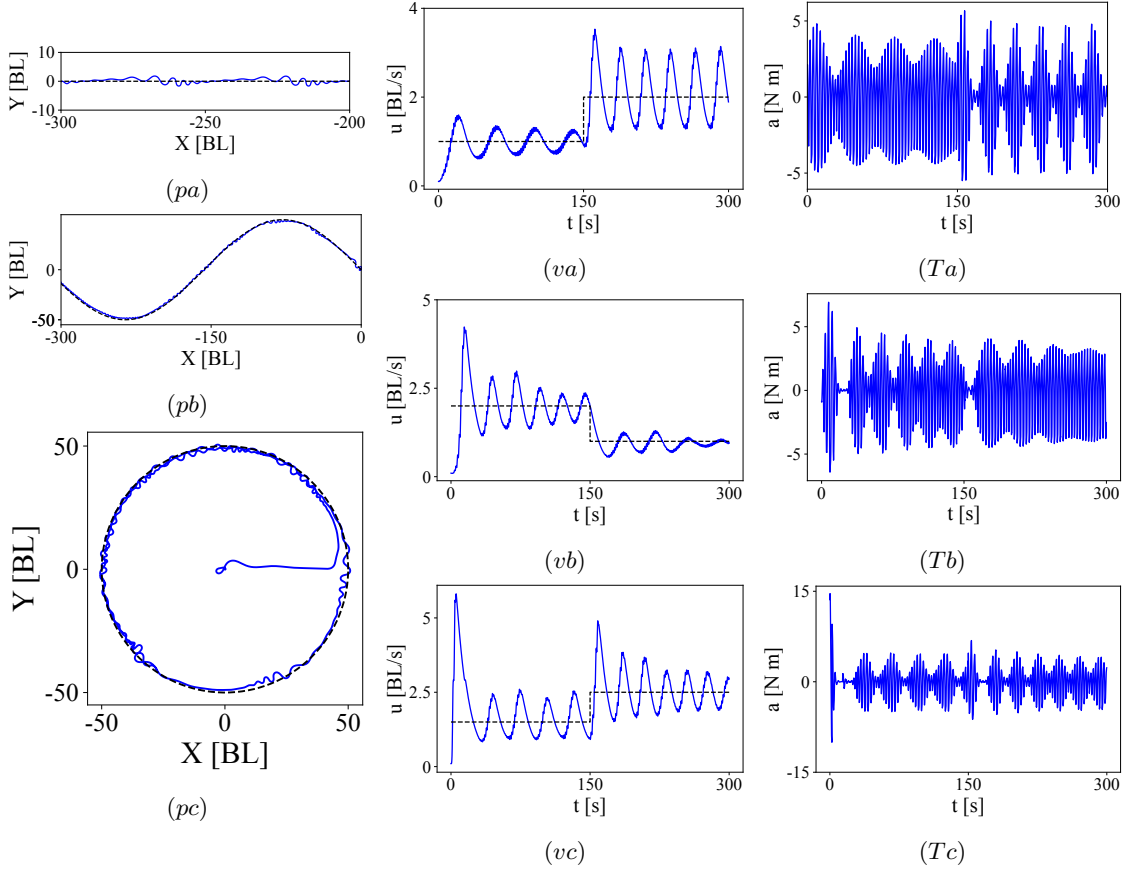 10
0
-10
Y [BL]
-300
-250
-200
X [BL]
(pa)
0
-50
Y [BL]
-300
-150
0
X [BL]
(pb)
50
0
-50
Y [BL]
-50
0
50
X [BL]
(pc)
4
2
0
u [BL/s]
0
150
300
t [s]
(va)
5
2.5
0
u [BL/s]
0
150
300
t [s]
(vb)
5
2.5
0
u [BL/s]
0
150
300
t [s]
(vc)
5
0
-5
a [N m]
0
150
300
t [s]
(Ta)
5
0
-5
a [N m]
0
150
300
t [s]
(Tb)
15
0
-15
a [N m]
0
150
300
t [s]
(Tc)